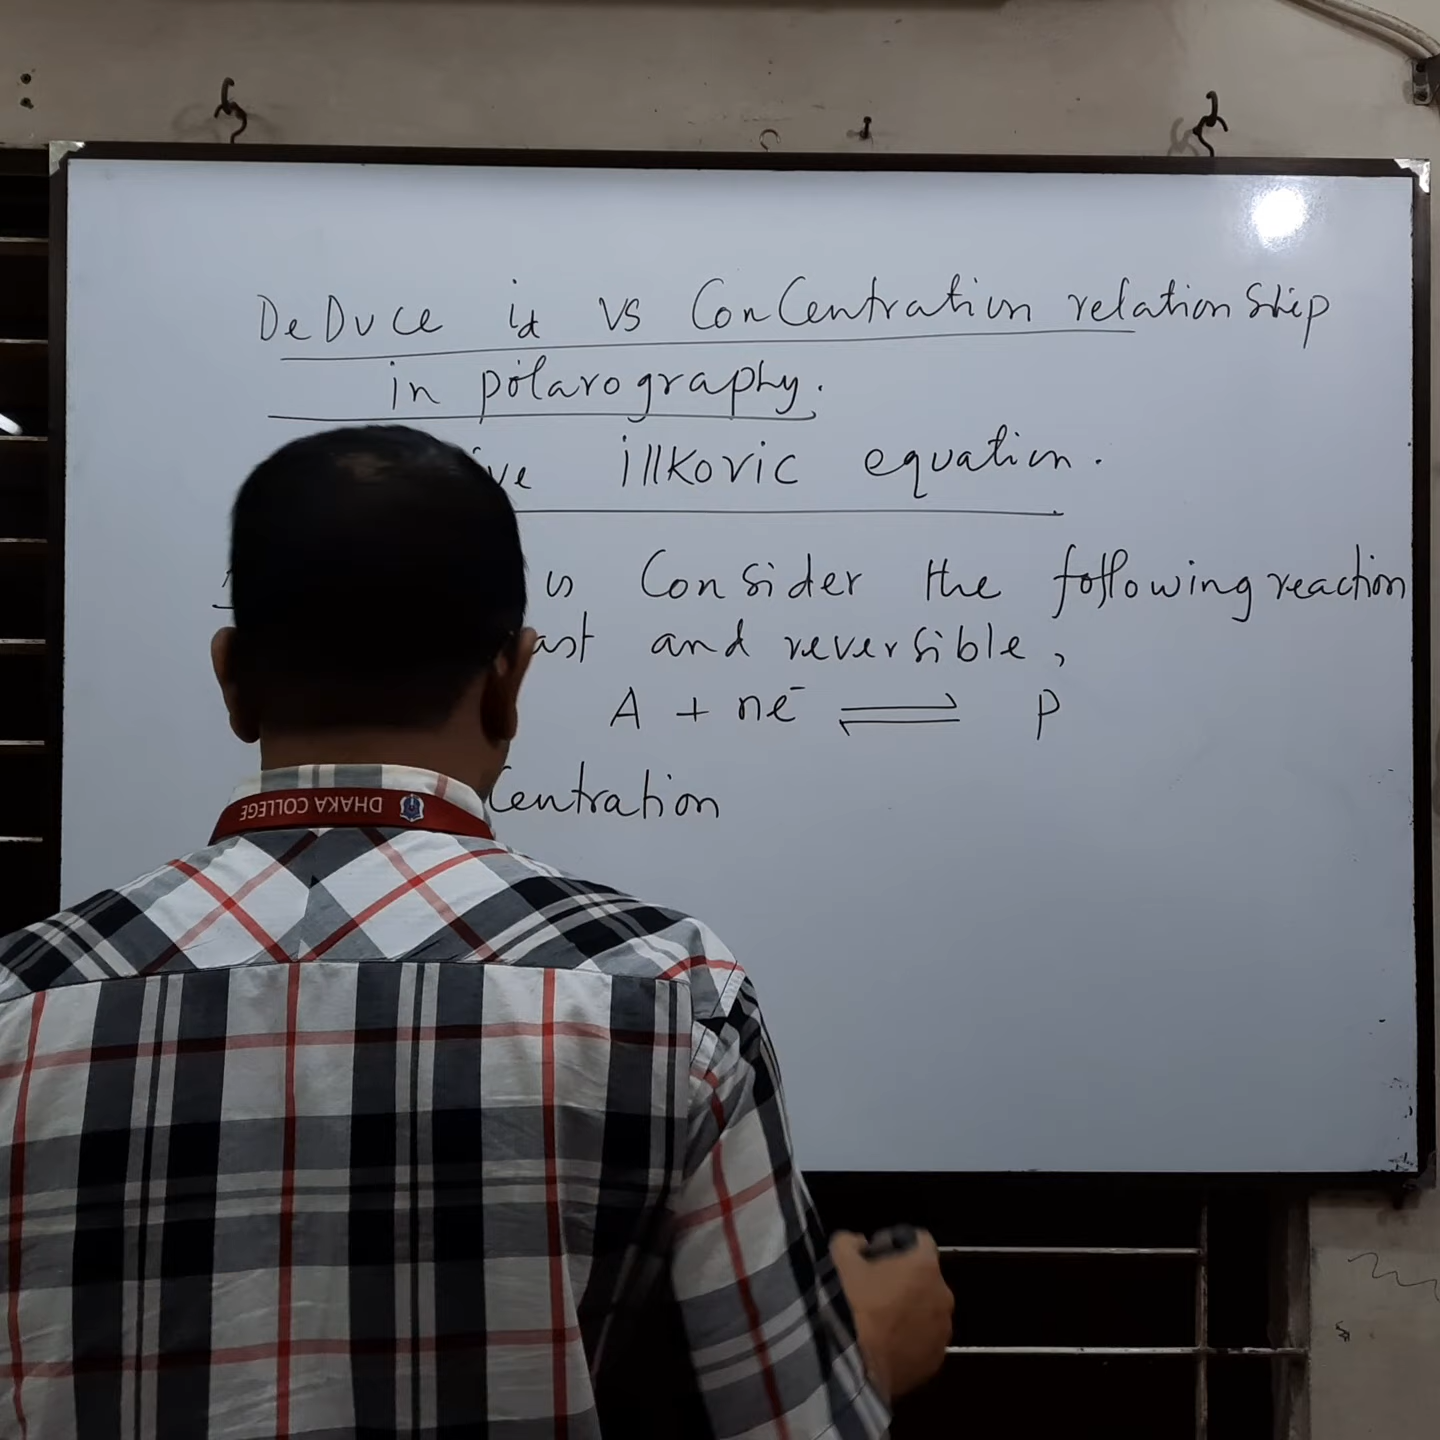 DeDuce id vs ConCentration relationship
in polarography.
illkovic equation.
us Consider the following reaction
and reversible,
A + ne⁻ ⇌ P
Centration
DHAKA COLLEGE